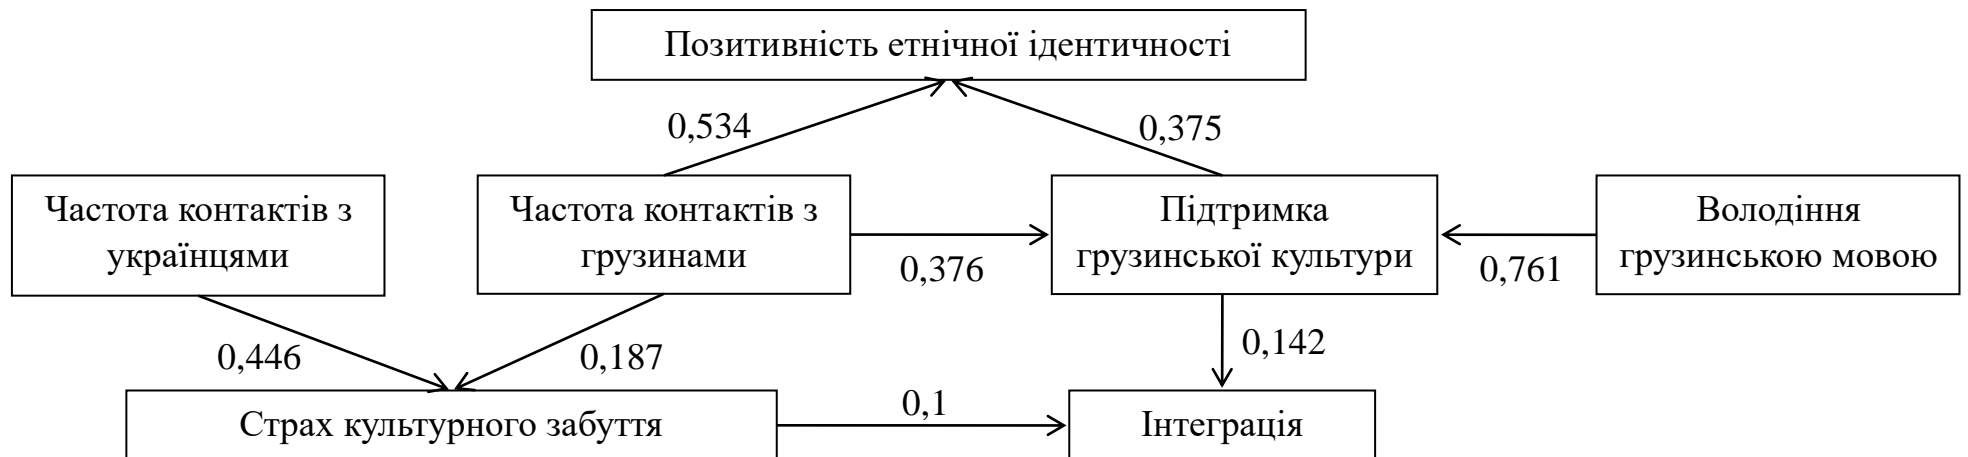 Позитивність етнічної ідентичності
0,534
0,375
Частота контактів з
українцями
Частота контактів з
грузинами
0,376
Підтримка
грузинської культури
0,761
Володіння
грузинською мовою
0,446
0,187
0,142
Страх культурного забуття
0,1
Інтеграція